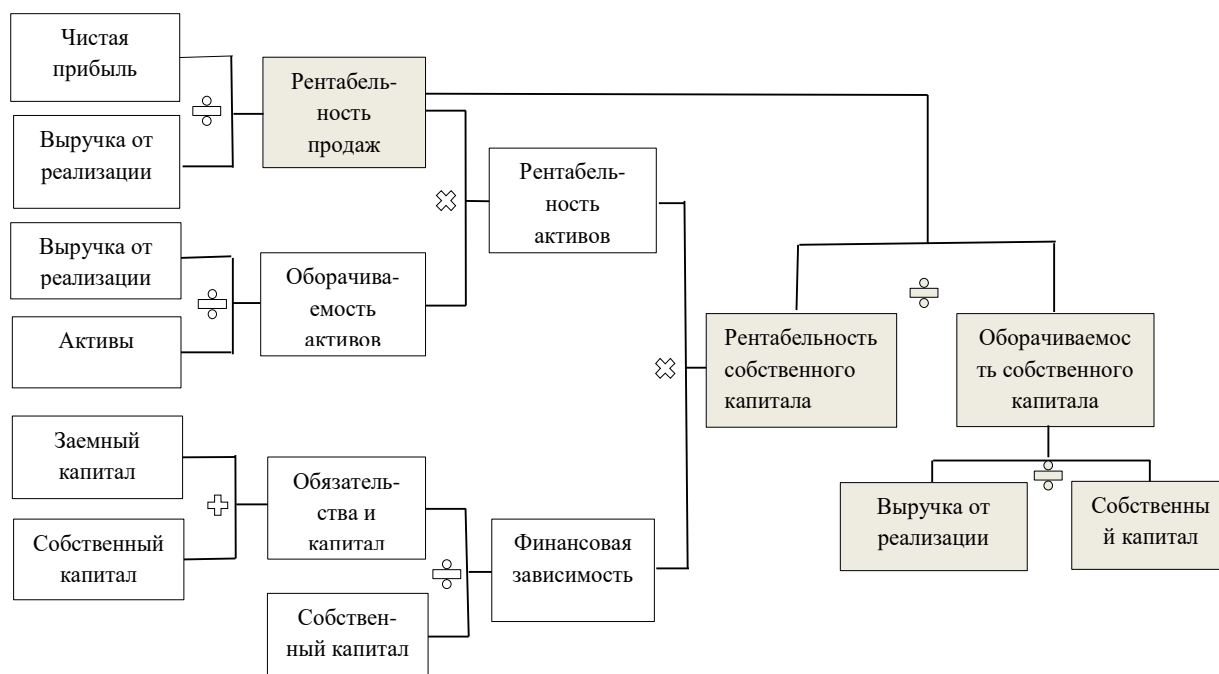 Чистая
прибыль
Выручка от
реализации
Рентабель-
ность
продаж
Выручка от
реализации
Активы
Оборачива-
емость
активов
Рентабель-
ность
активов
Заемный
капитал
Собственный
капитал
Обязатель-
ства и
капитал
Собствен-
ный капитал
Финансовая
зависимость
Рентабельность
собственного
капитала
Оборачиваемос
ть собственного
капитала
Выручка от
реализации
Собственны
й капитал